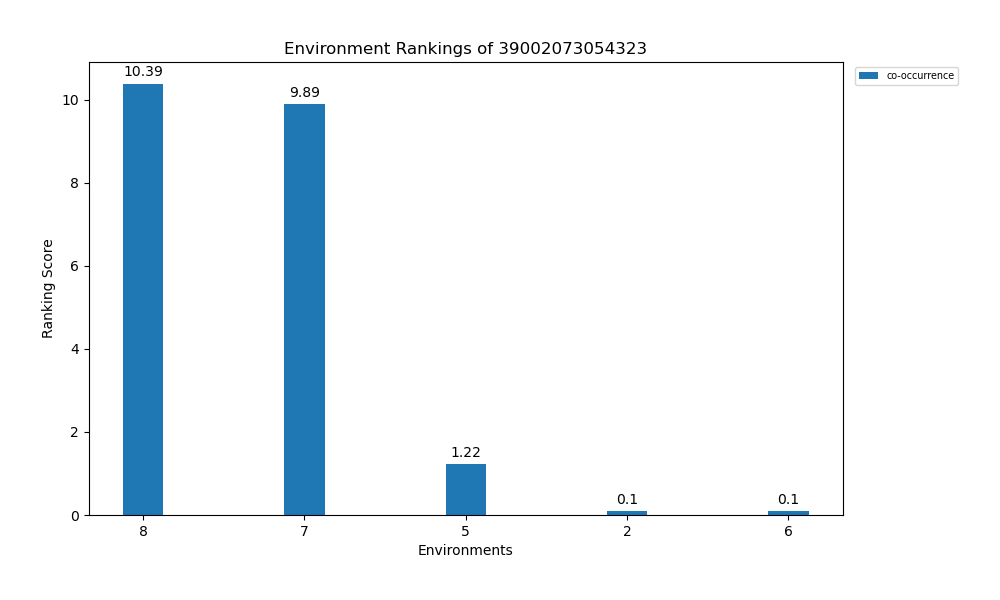 Environment Rankings of 39002073054323
co-occurrence
10.39
9.89
1.22
0.1
0.1
Ranking Score
10
8
6
4
2
0
8 7 5 2 6
Environments